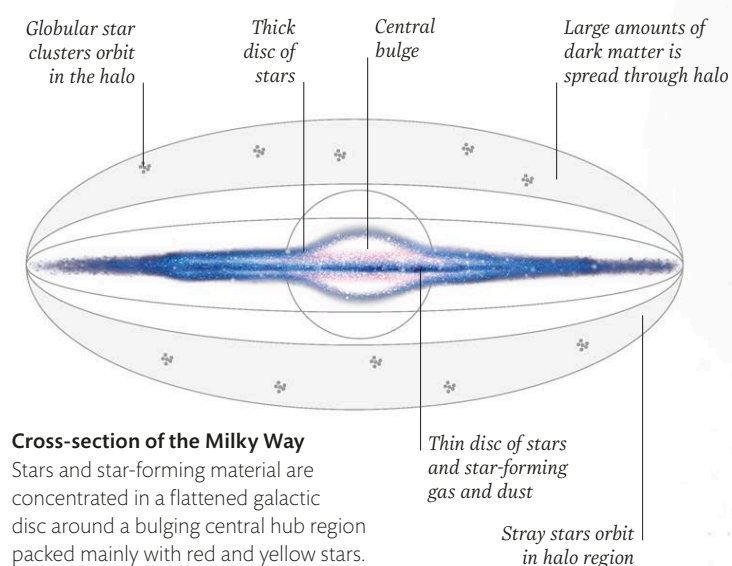 Globular star
clusters orbit
in the halo
Thick
disc of
stars
Central
bulge
Large amounts of
dark matter is
spread through halo
Cross-section of the Milky Way
Stars and star-forming material are
concentrated in a flattened galactic
disc around a bulging central hub region
packed mainly with red and yellow stars.
Thin disc of stars
and star-forming
gas and dust
Stray stars orbit
in halo region